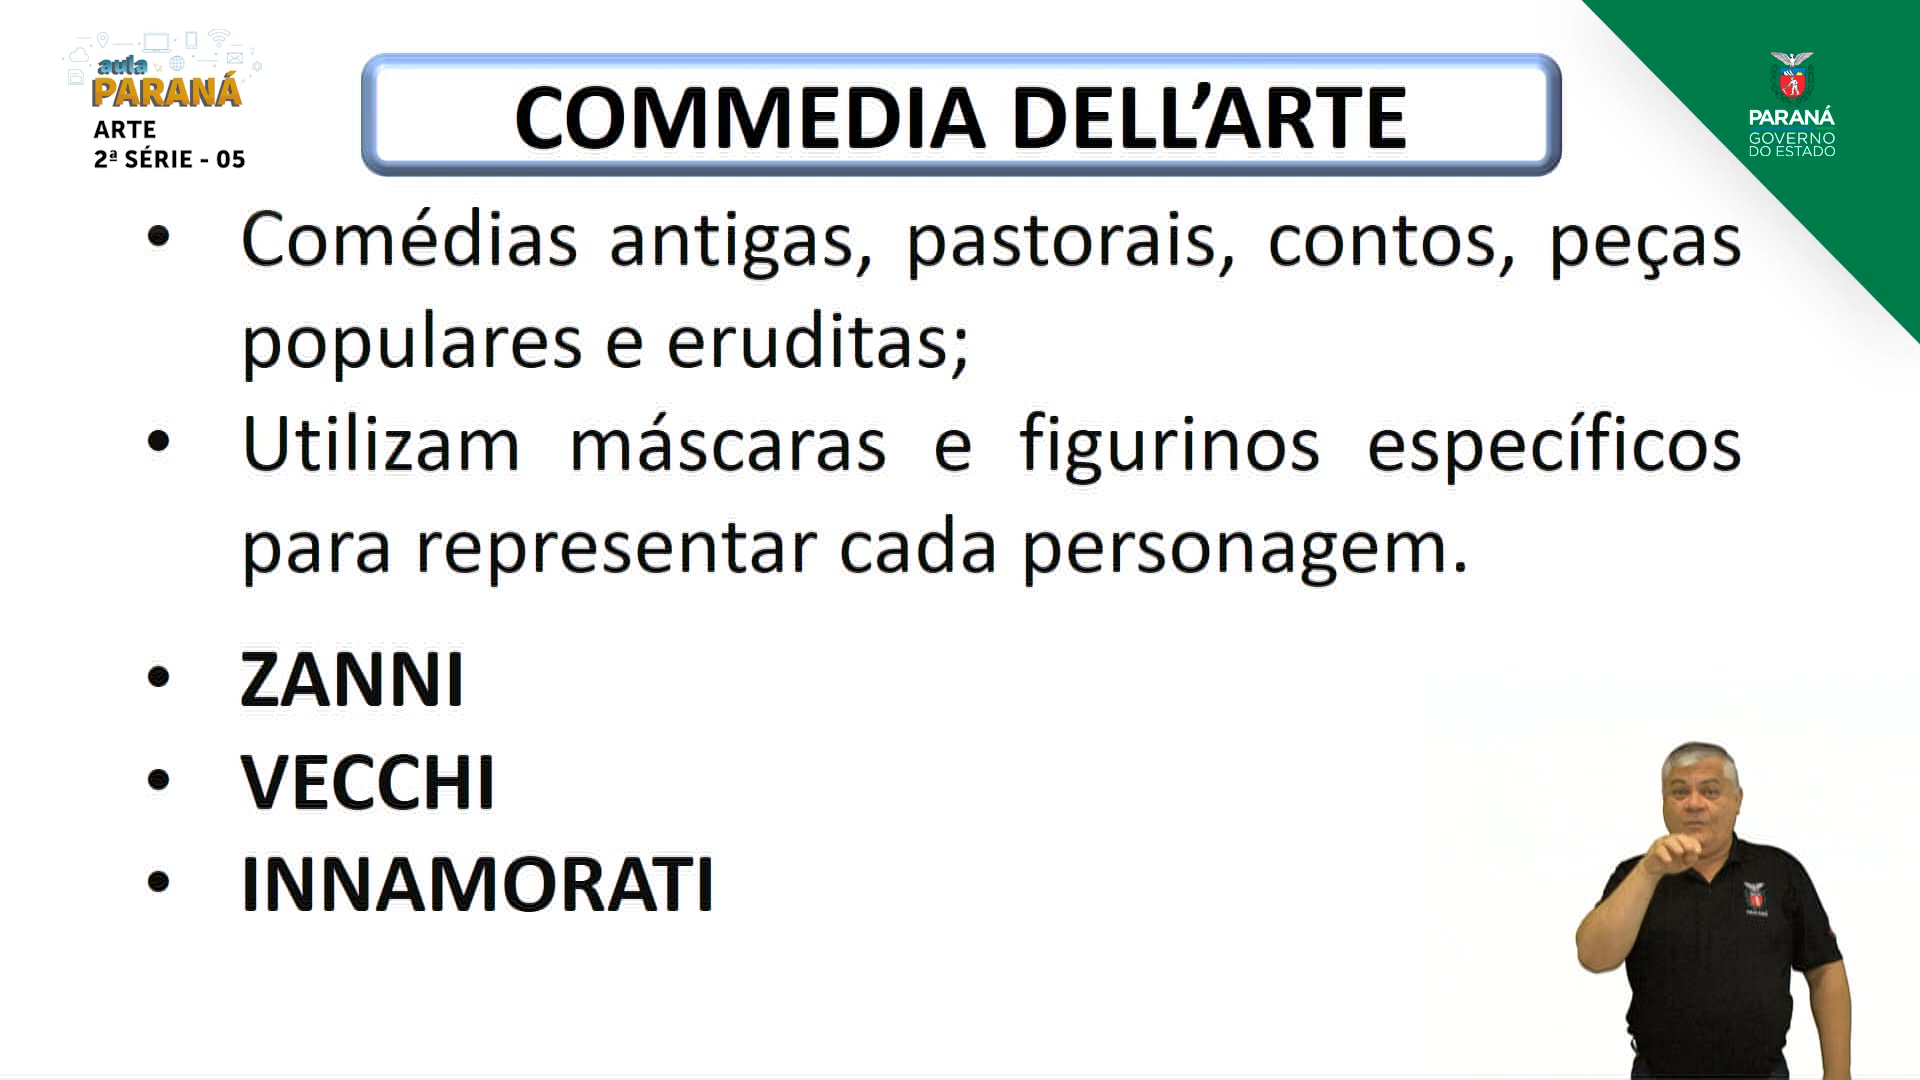 aula
PARANÁ
ARTE
2ª SÉRIE - 05
COMMEDIA DELL’ARTE
PARANÁ
GOVERNO
DO ESTADO
• Comédias antigas, pastorais, contos, peças
populares e eruditas;
• Utilizam máscaras e figurinos específicos
para representar cada personagem.
• ZANNI
• VECCHI
• INNAMORATI